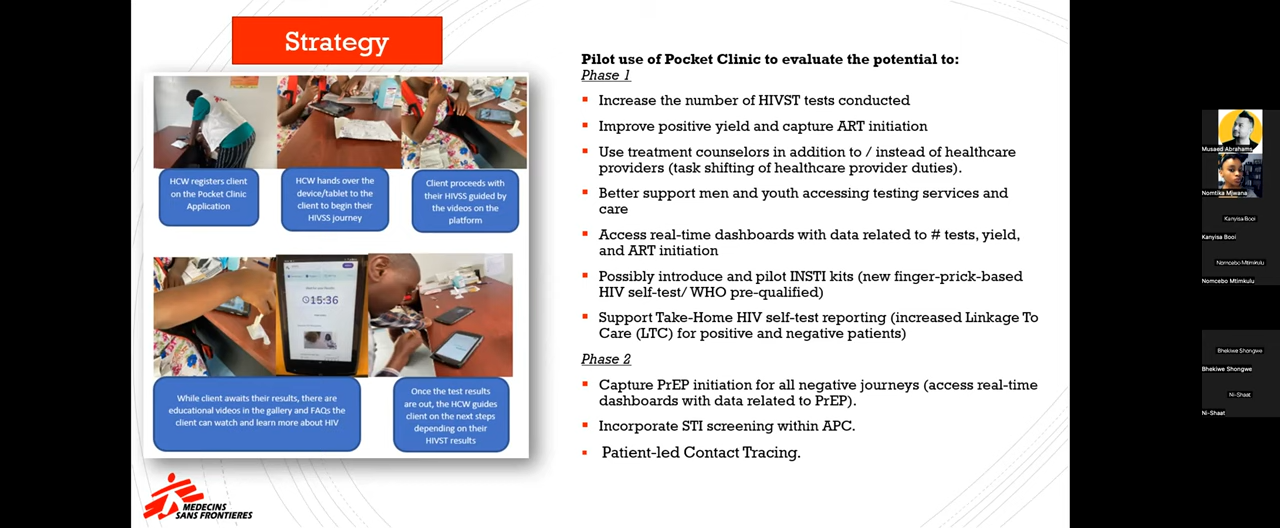 Strategy
HCW registers client
on the Pocket Clinic
Application
HCW hands over the
device/tablet to the
client to begin their
HIVSS journey
Client proceeds with
their HIVSS guided by
the videos on the
platform
15:36
While client awaits their results, there are
educational videos in the gallery and FAQs the
client can watch and learn more about HIV
Once the test results
are out, the HCW guides
client on the next steps
depending on their
HIVST results
MEDECINS
SANS FRONTIERES
Pilot use of Pocket Clinic to evaluate the potential to:
Phase 1
Increase the number of HIVST tests conducted
Improve positive yield and capture ART initiation
Use treatment counselors in addition to / instead of healthcare
providers (task shifting of healthcare provider duties).
Better support men and youth accessing testing services and
care
Access real-time dashboards with data related to # tests, yield,
and ART initiation
Possibly introduce and pilot INSTI kits (new finger-prick-based
HIV self-test/ WHO pre-qualified)
Support Take-Home HIV self-test reporting (increased Linkage To
Care (LTC) for positive and negative patients)
Phase 2
Capture PrEP initiation for all negative journeys (access real-time
dashboards with data related to PrEP).
Incorporate STI screening within APC.
Patient-led Contact Tracing.
Musaed Abrahams
Nomtika Mjwana
Kanyisa Booi
Kanyisa Booi
Nomcebo Mtimkulu
Nomcebo Mtimkulu
Bhekiwe Shongwe
Bhekiwe Shongwe
Ni-Shaat
Ni-Shaat